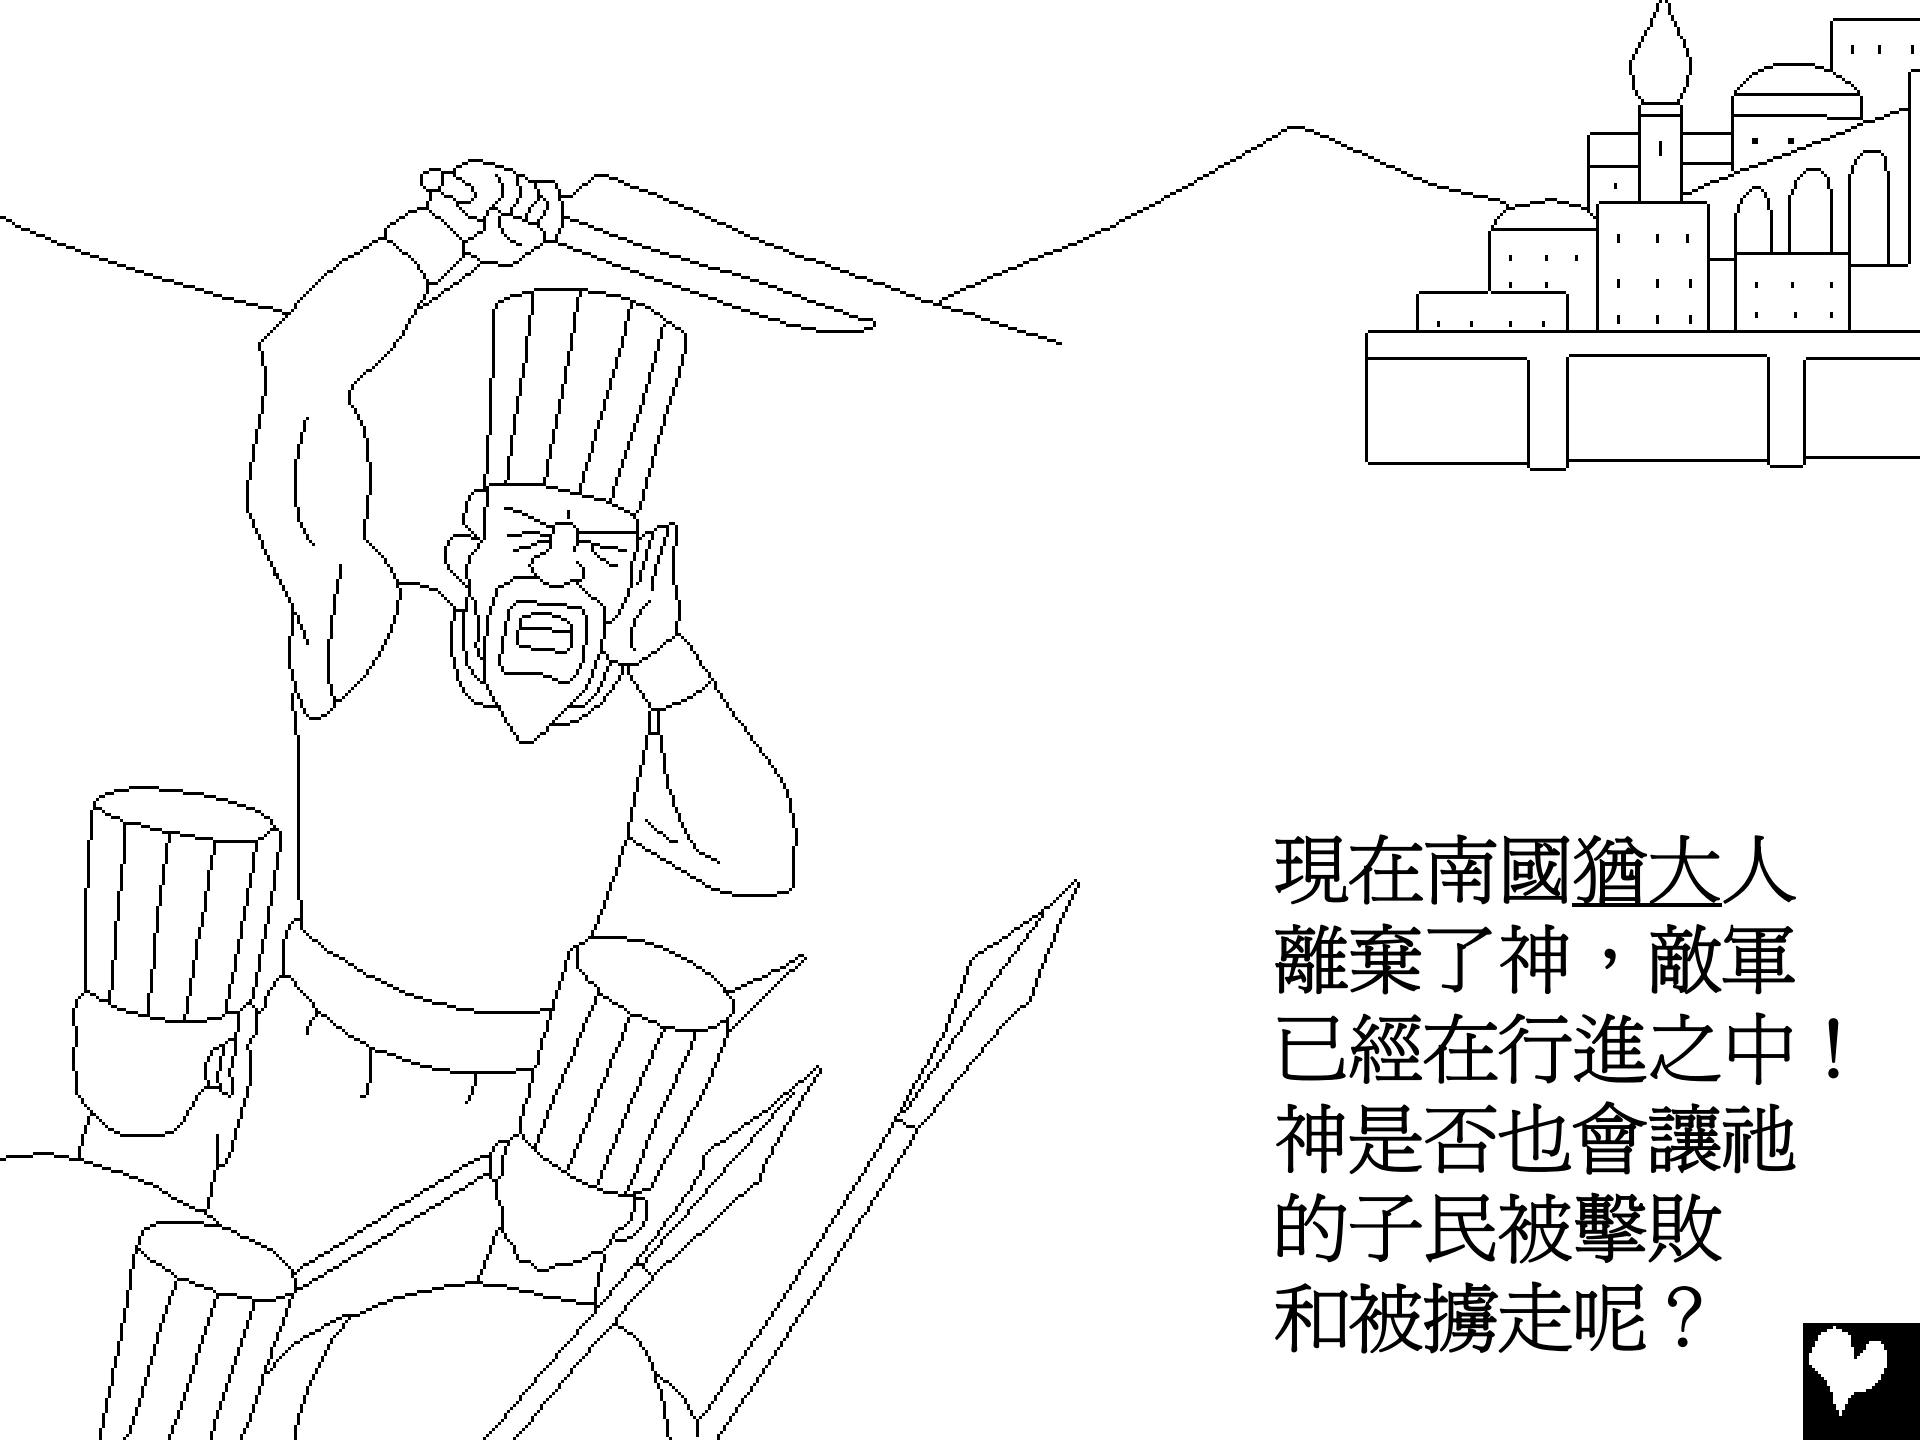 現在南國猶大人
離棄了神，敵軍
已經在行進之中！
神是否也會讓祂
的子民被擊敗
和被擄走呢？